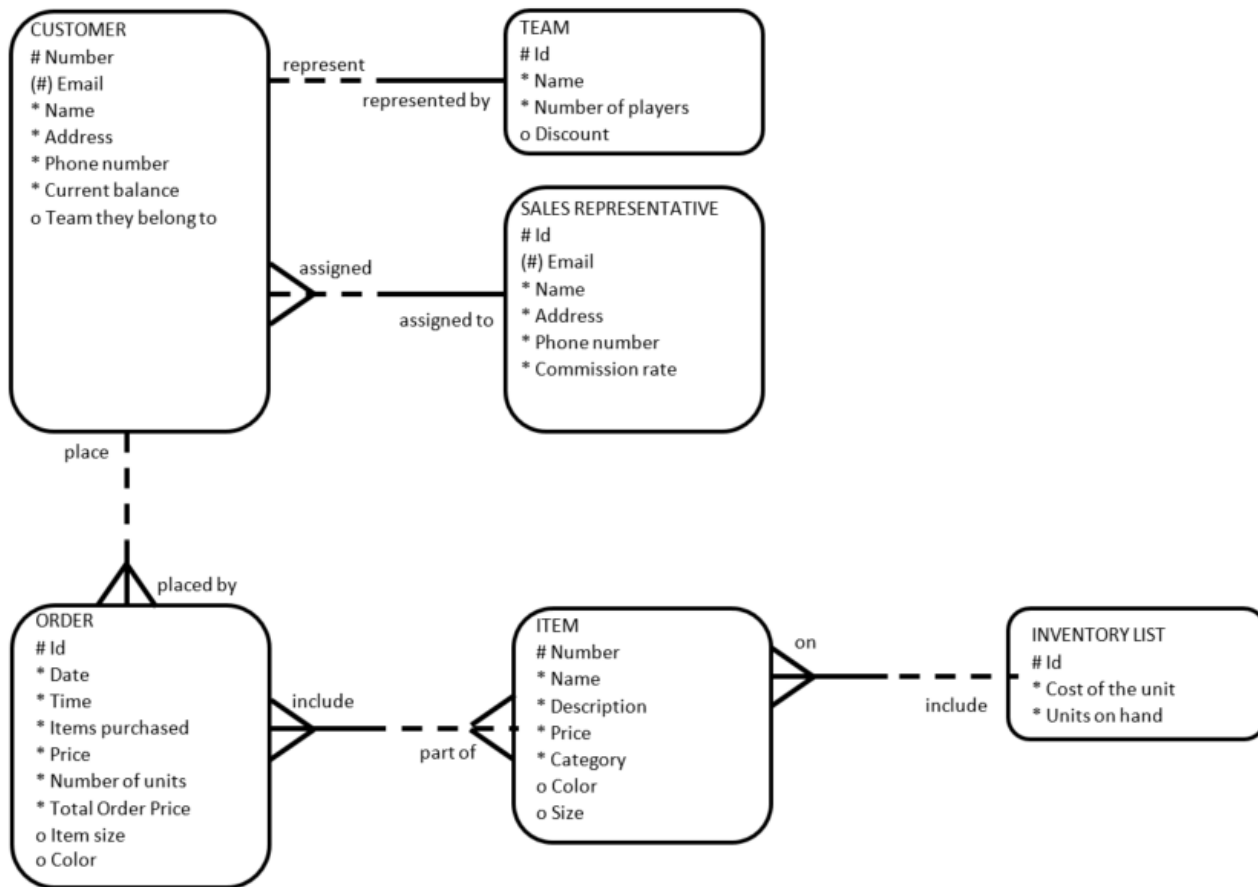 CUSTOMER
# Number
(#) Email
* Name
* Address
* Phone number
* Current balance
o Team they belong to
represent
represented by
TEAM
# Id
* Name
* Number of players
o Discount
assigned
assigned to
SALES REPRESENTATIVE
# Id
(#) Email
* Name
* Address
* Phone number
* Commission rate
place
placed by
ORDER
# Id
* Date
* Time
* Items purchased
* Price
* Number of units
* Total Order Price
o Item size
o Color
include
part of
ITEM
# Number
* Name
* Description
* Price
* Category
o Color
o Size
on
include
INVENTORY LIST
# Id
* Cost of the unit
* Units on hand